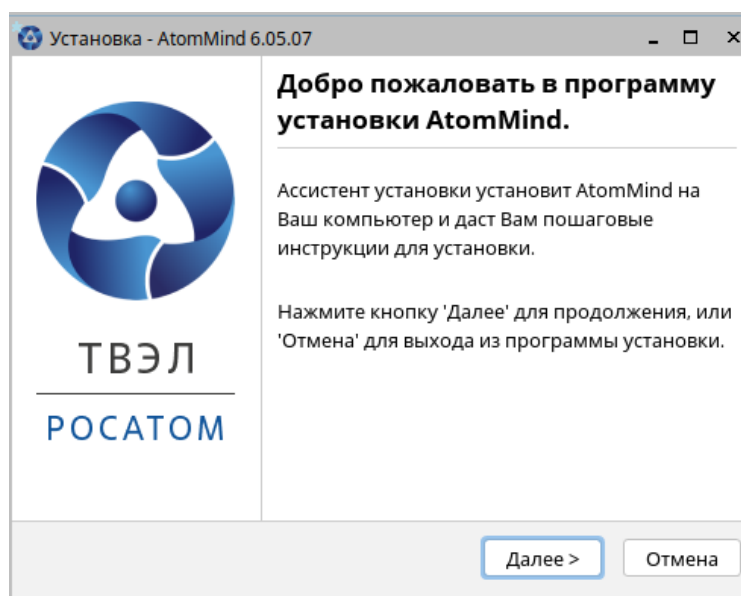 Установка - AtomMind 6.05.07
Добро пожаловать в программу
установки AtomMind.
Ассистент установки установит AtomMind на
Ваш компьютер и даст Вам пошаговые
инструкции для установки.
Нажмите кнопку 'Далее' для продолжения, или
'Отмена' для выхода из программы установки.
ТВЭЛ
РОСАТОМ
Далее >
Отмена